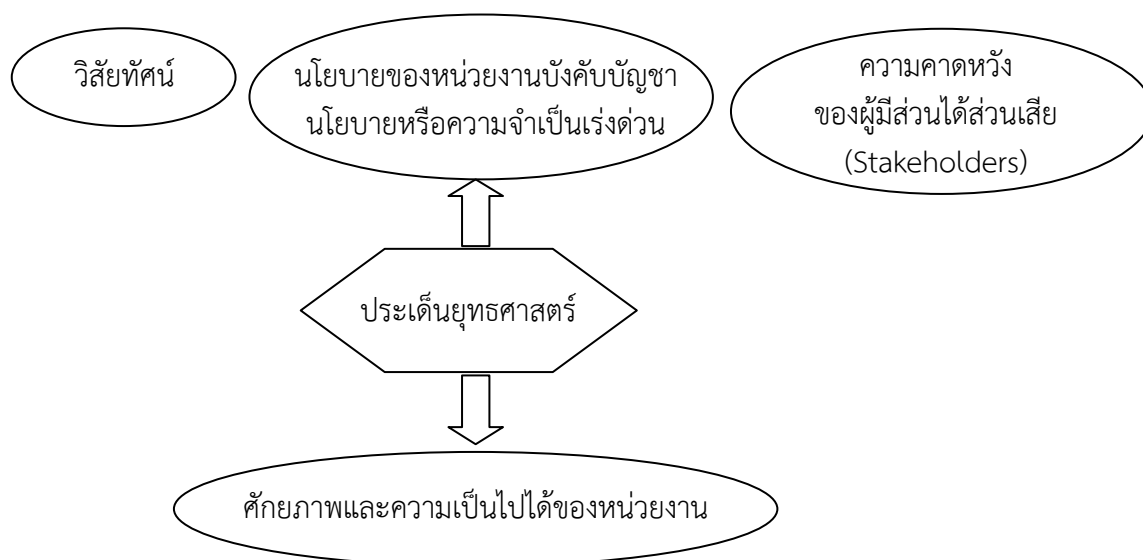 วิสัยทัศน์
นโยบายของหน่วยงานบังคับบัญชา
นโยบายหรือความจำเป็นเร่งด่วน
ความคาดหวัง
ของผู้มีส่วนได้ส่วนเสีย
(Stakeholders)
ประเด็นยุทธศาสตร์
ศักยภาพและความเป็นไปได้ของหน่วยงาน